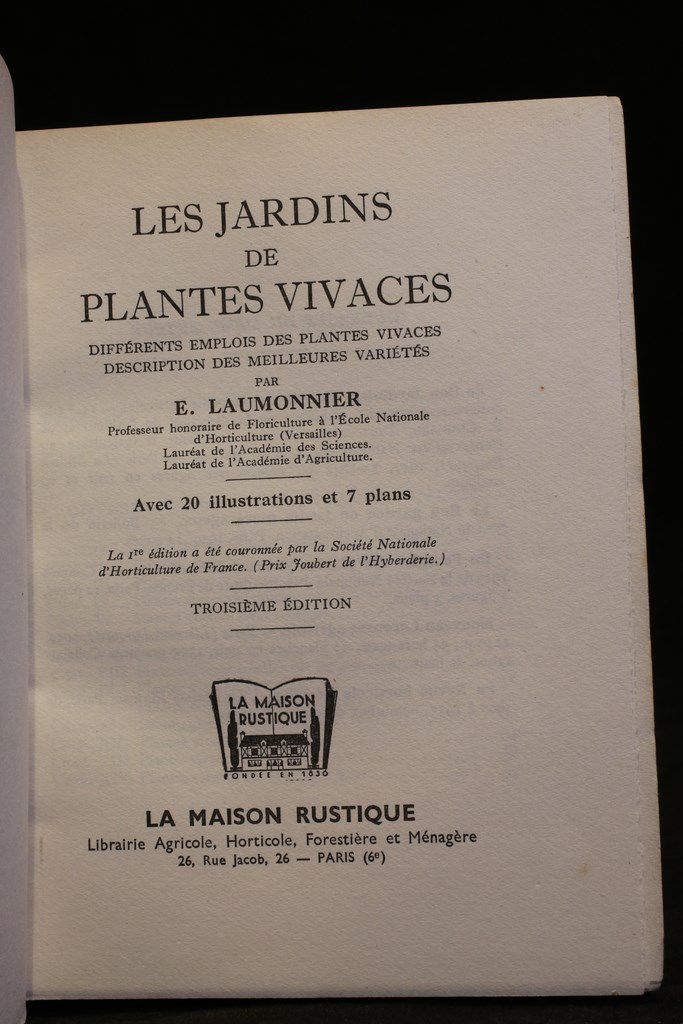 LES JARDINS
DE
PLANTES VIVACES
DIFFÉRENTS EMPLOIS DES PLANTES VIVACES
DESCRIPTION DES MEILLEURES VARIÉTÉS
PAR
E. LAUMONNIER
Professeur honoraire de Floriculture à l'École Nationale
d'Horticulture (Versailles)
Lauréat de l'Académie des Sciences.
Lauréat de l'Académie d'Agriculture.
Avec 20 illustrations et 7 plans
La 1re édition a été couronnée par la Société Nationale
d'Horticulture de France. (Prix Joubert de l'Hyberderie.)
TROISIÈME ÉDITION
LA MAISON
RUSTIQUE
FONDÉE EN 1836
LA MAISON RUSTIQUE
Librairie Agricole, Horticole, Forestière et Ménagère
26, Rue Jacob, 26 — PARIS (6e)